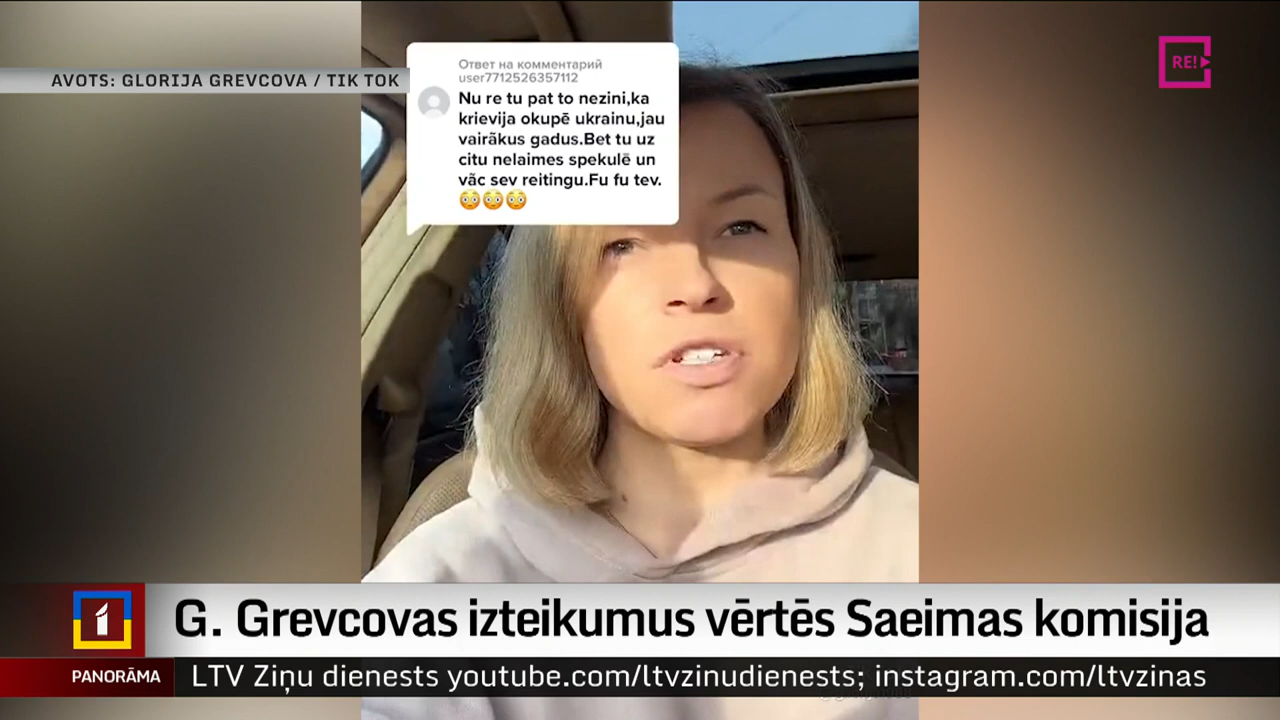 AVOTS: GLORIJA GREVCOVA / TIK TOK
RE!
Ответ на комментарий
user7712526357112
Nu re tu pat to nezini,ka
krievija okupē ukrainu,jau
vairākus gadus.Bet tu uz
citu nelaimes spekulē un
vāc sev reitingu.Fu fu tev.
😳😳😳
1
G. Grevcovas izteikumus vērtēs Saeimas komisija
PANORĀMA
LTV Ziņu dienests youtube.com/ltvzinudienests; instagram.com/ltvzinas